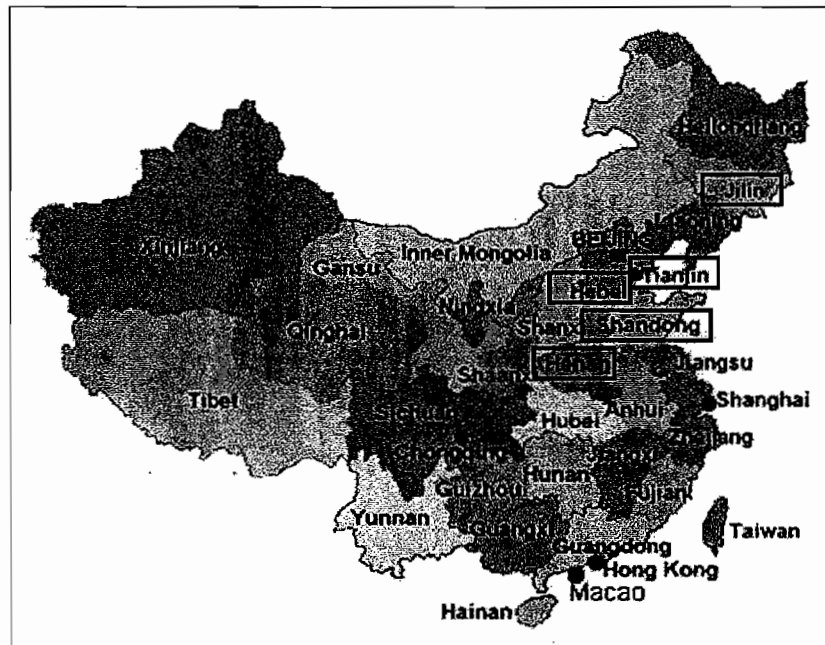 Heilongjiang
Jilin
Liaoning
BEIJING
Inner Mongolia
Xinjiang
Gansu
Tianjin
Hebei
Ningxia
Qinghai
Shanxi
Shandong
Henan
Jiangsu
Shaanxi
Tibet
Shanghai
Anhui
Sichuan
Hubei
Zhejiang
Chongqing
Hunan
Jiangxi
Guizhou
Fujian
Yunnan
Guangxi
Taiwan
Guangdong
Hong Kong
Macao
Hainan